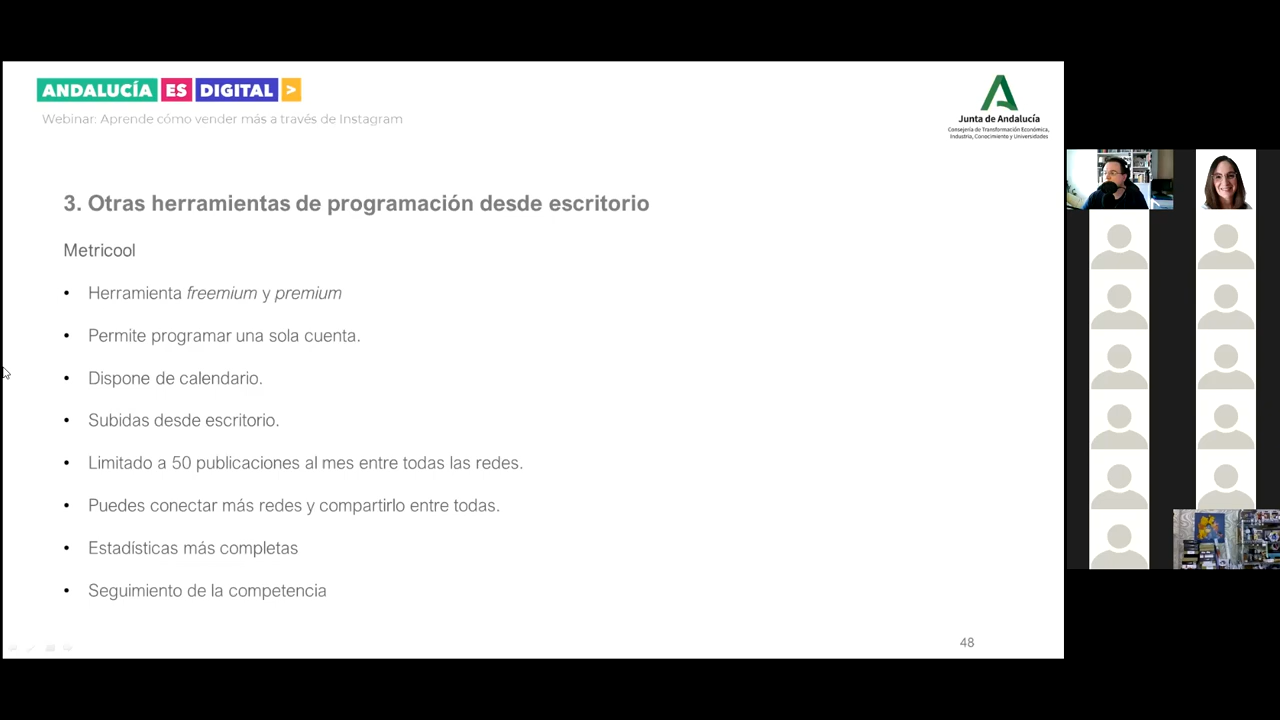 ANDALUCÍA ES DIGITAL >
Webinar: Aprende cómo vender más a través de Instagram
Junta de Andalucía
Consejería de Transformación Económica,
Industria, Conocimiento y Universidades
3. Otras herramientas de programación desde escritorio
Metricool
• Herramienta freemium y premium
• Permite programar una sola cuenta.
• Dispone de calendario.
• Subidas desde escritorio.
• Limitado a 50 publicaciones al mes entre todas las redes.
• Puedes conectar más redes y compartirlo entre todas.
• Estadísticas más completas
• Seguimiento de la competencia
48